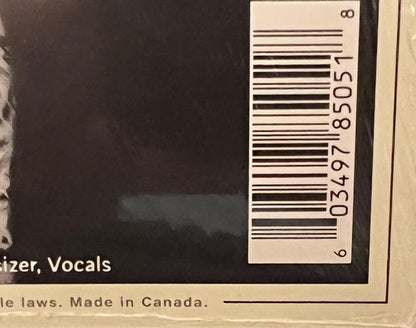 6 03497 85051 8
sizer, Vocals
le laws. Made in Canada.